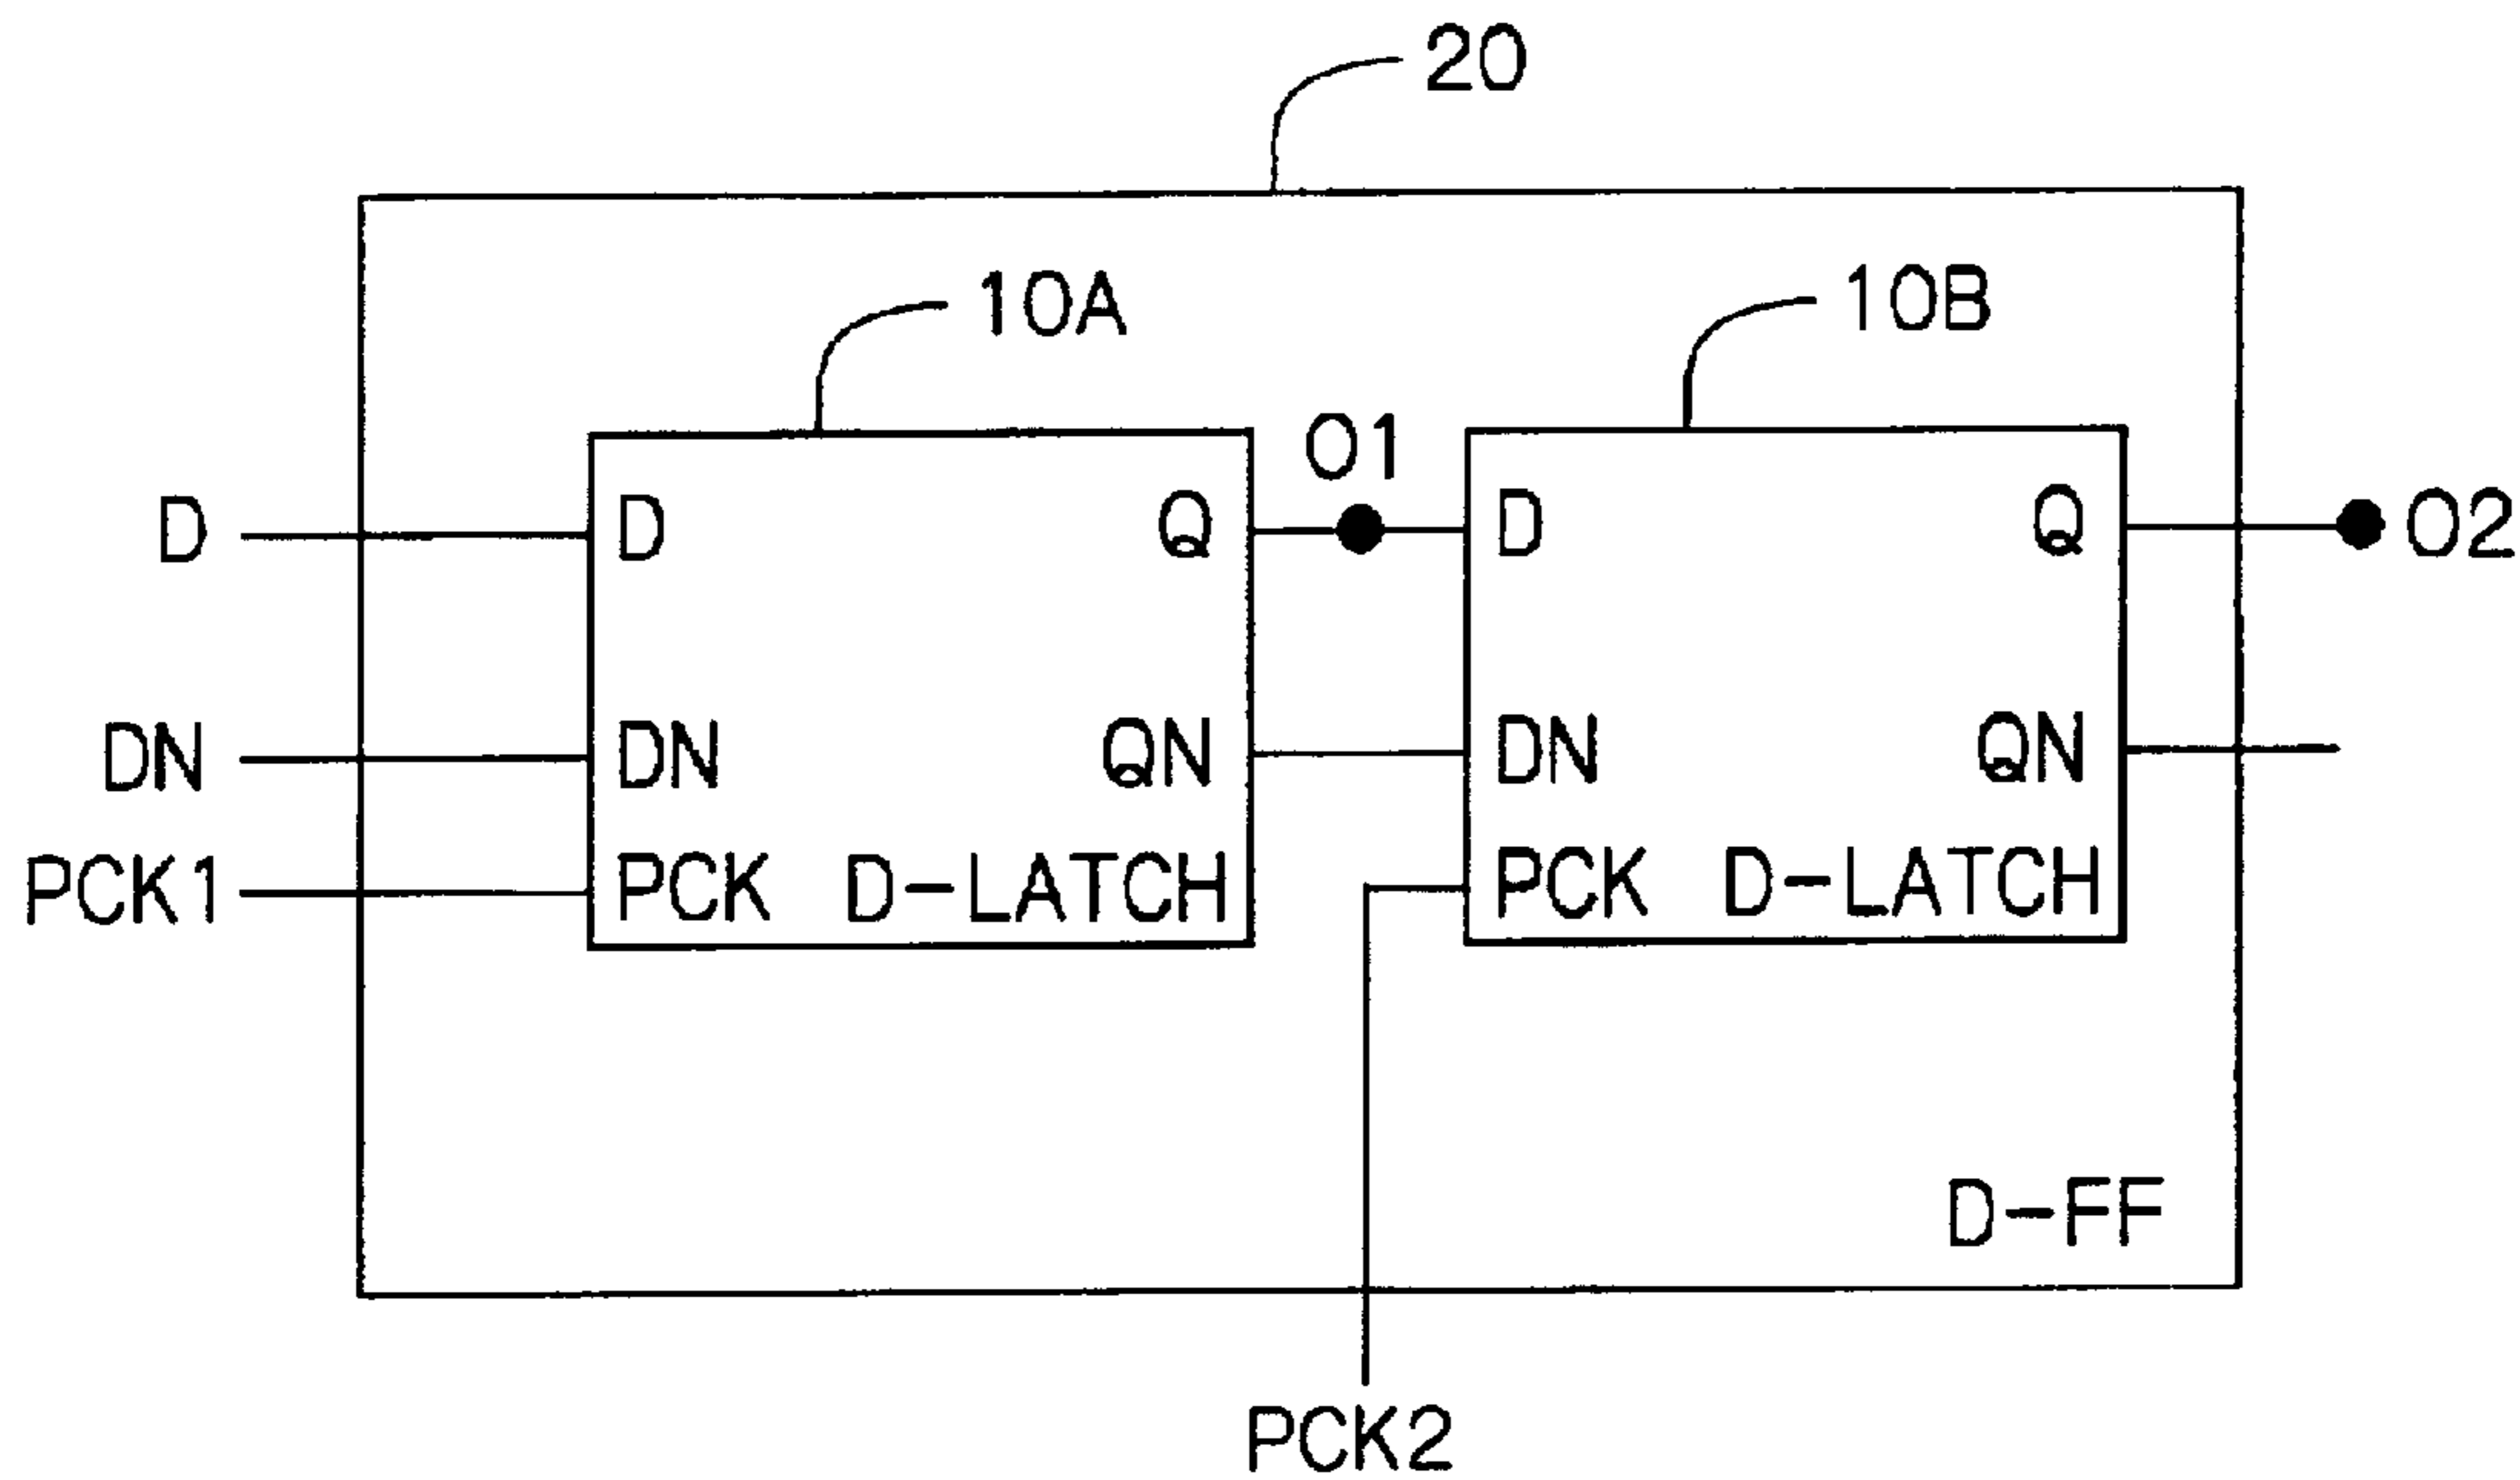 20
10A
10B
O1
D
D
Q
D
Q
O2
DN
DN
QN
DN
QN
PCK1
PCK
D-LATCH
PCK
D-LATCH
D-FF
PCK2